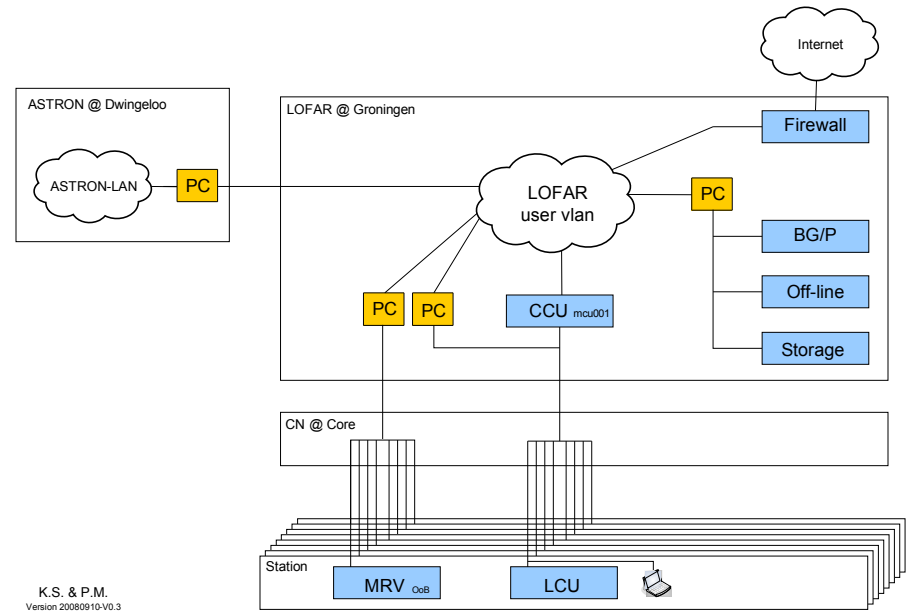 Internet
ASTRON @ Dwingeloo
LOFAR @ Groningen
Firewall
ASTRON-LAN
PC
LOFAR
user vlan
PC
BG/P
Off-line
Storage
PC
PC
CCU mcu001
CN @ Core
Station
MRV OoB
LCU
K.S. & P.M.
Version 20080910-V0.3